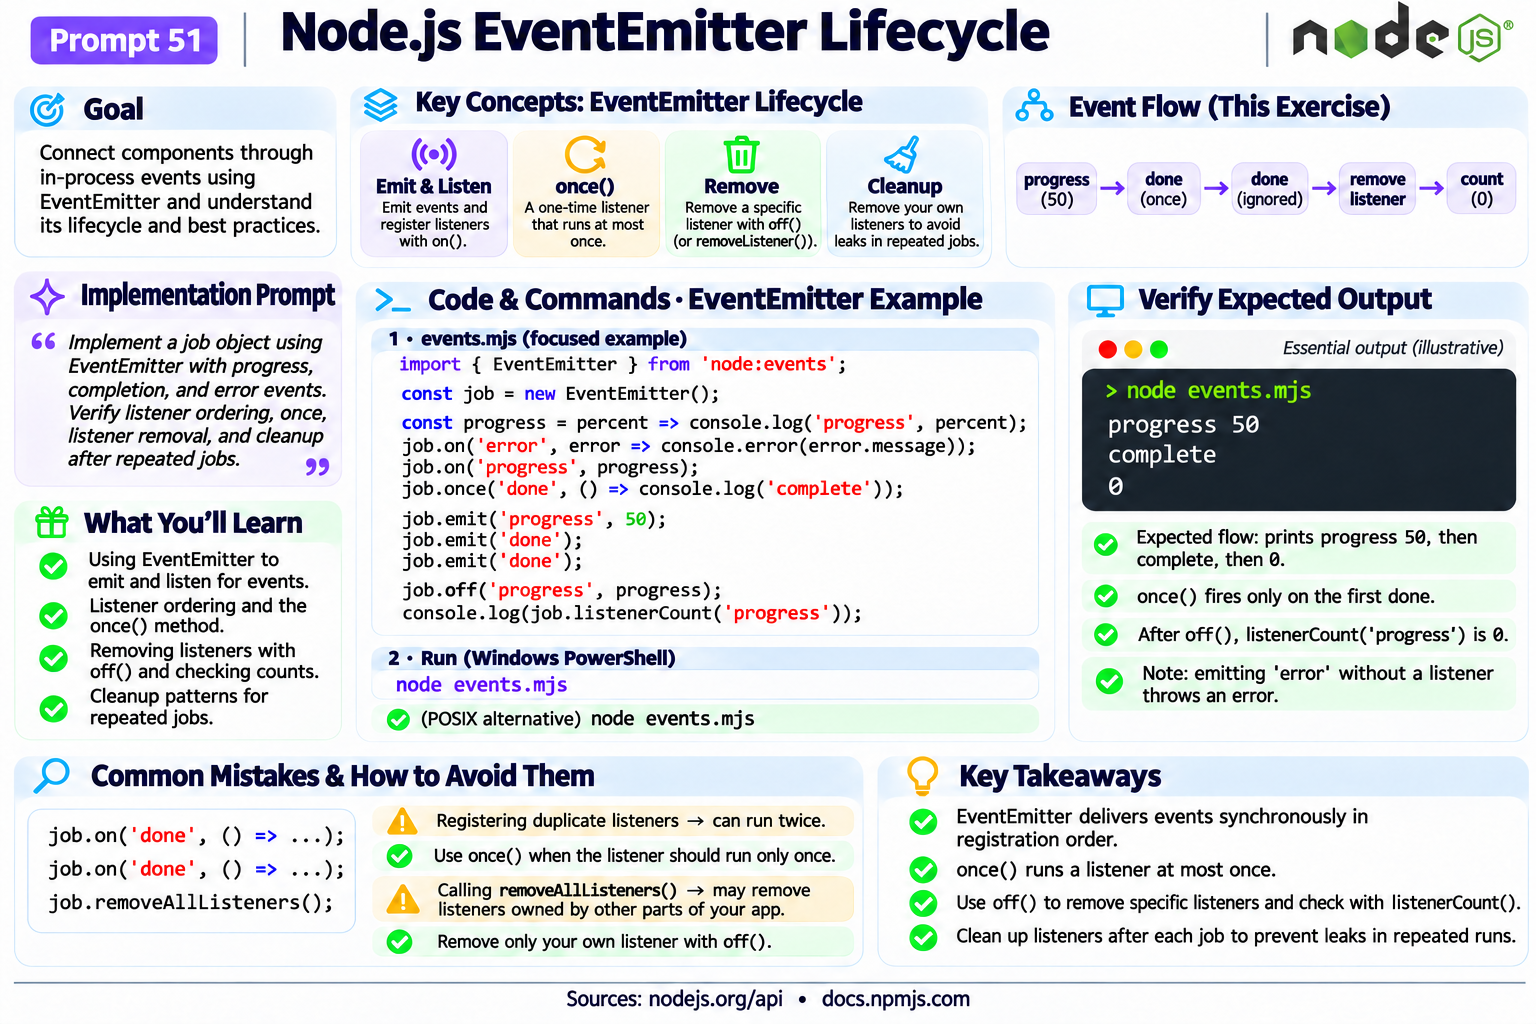 Prompt 51
Node.js EventEmitter Lifecycle
node
JS
®
Goal
Connect components through
in-process events using
EventEmitter and understand
its lifecycle and best practices.
Key Concepts: EventEmitter Lifecycle
Emit & Listen
Emit events and
register listeners
with on().
once()
A one-time listener
that runs at most
once.
Remove
Remove a specific
listener with off()
(or removeListener()).
Cleanup
Remove your own
listeners to avoid
leaks in repeated jobs.
Event Flow (This Exercise)
progress
(50)
→
done
(once)
→
done
(ignored)
→
remove
listener
→
count
(0)
Implementation Prompt
“ Implement a job object using
EventEmitter with progress,
completion, and error events.
Verify listener ordering, once,
listener removal, and cleanup
after repeated jobs. ”
What You’ll Learn
Using EventEmitter to
emit and listen for events.
Listener ordering and the
once() method.
Removing listeners with
off() and checking counts.
Cleanup patterns for
repeated jobs.
Code & Commands · EventEmitter Example
1 · events.mjs (focused example)
import { EventEmitter } from 'node:events';
const job = new EventEmitter();
const progress = percent => console.log('progress', percent);
job.on('error', error => console.error(error.message));
job.on('progress', progress);
job.once('done', () => console.log('complete'));
job.emit('progress', 50);
job.emit('done');
job.emit('done');
job.off('progress', progress);
console.log(job.listenerCount('progress'));
2 · Run (Windows PowerShell)
node events.mjs
(POSIX alternative) node events.mjs
Verify Expected Output
Essential output (illustrative)
> node events.mjs
progress 50
complete
0
Expected flow: prints progress 50, then
complete, then 0.
once() fires only on the first done.
After off(), listenerCount('progress') is 0.
Note: emitting 'error' without a listener
throws an error.
Common Mistakes & How to Avoid Them
job.on('done', () => ...);
job.on('done', () => ...);
job.removeAllListeners();
Registering duplicate listeners → can run twice.
Use once() when the listener should run only once.
Calling removeAllListeners() → may remove
listeners owned by other parts of your app.
Remove only your own listener with off().
Key Takeaways
EventEmitter delivers events synchronously in
registration order.
once() runs a listener at most once.
Use off() to remove specific listeners and check with listenerCount().
Clean up listeners after each job to prevent leaks in repeated runs.
Sources: nodejs.org/api • docs.npmjs.com